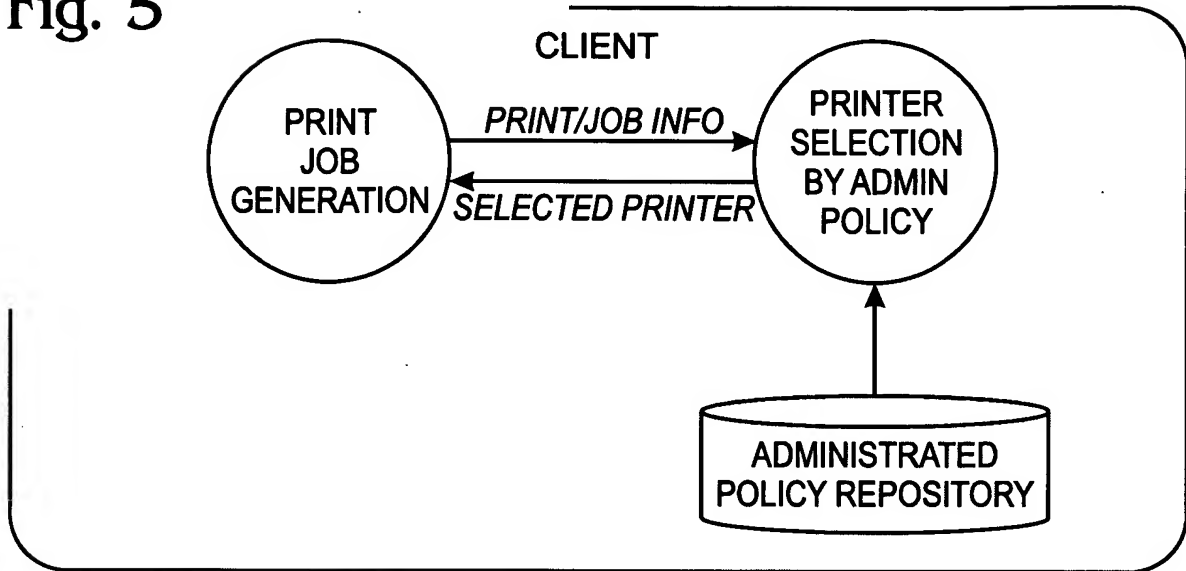 Fig. 5
CLIENT
PRINT
JOB
GENERATION
PRINT/JOB INFO
SELECTED PRINTER
PRINTER
SELECTION
BY ADMIN
POLICY
ADMINISTRATED
POLICY REPOSITORY